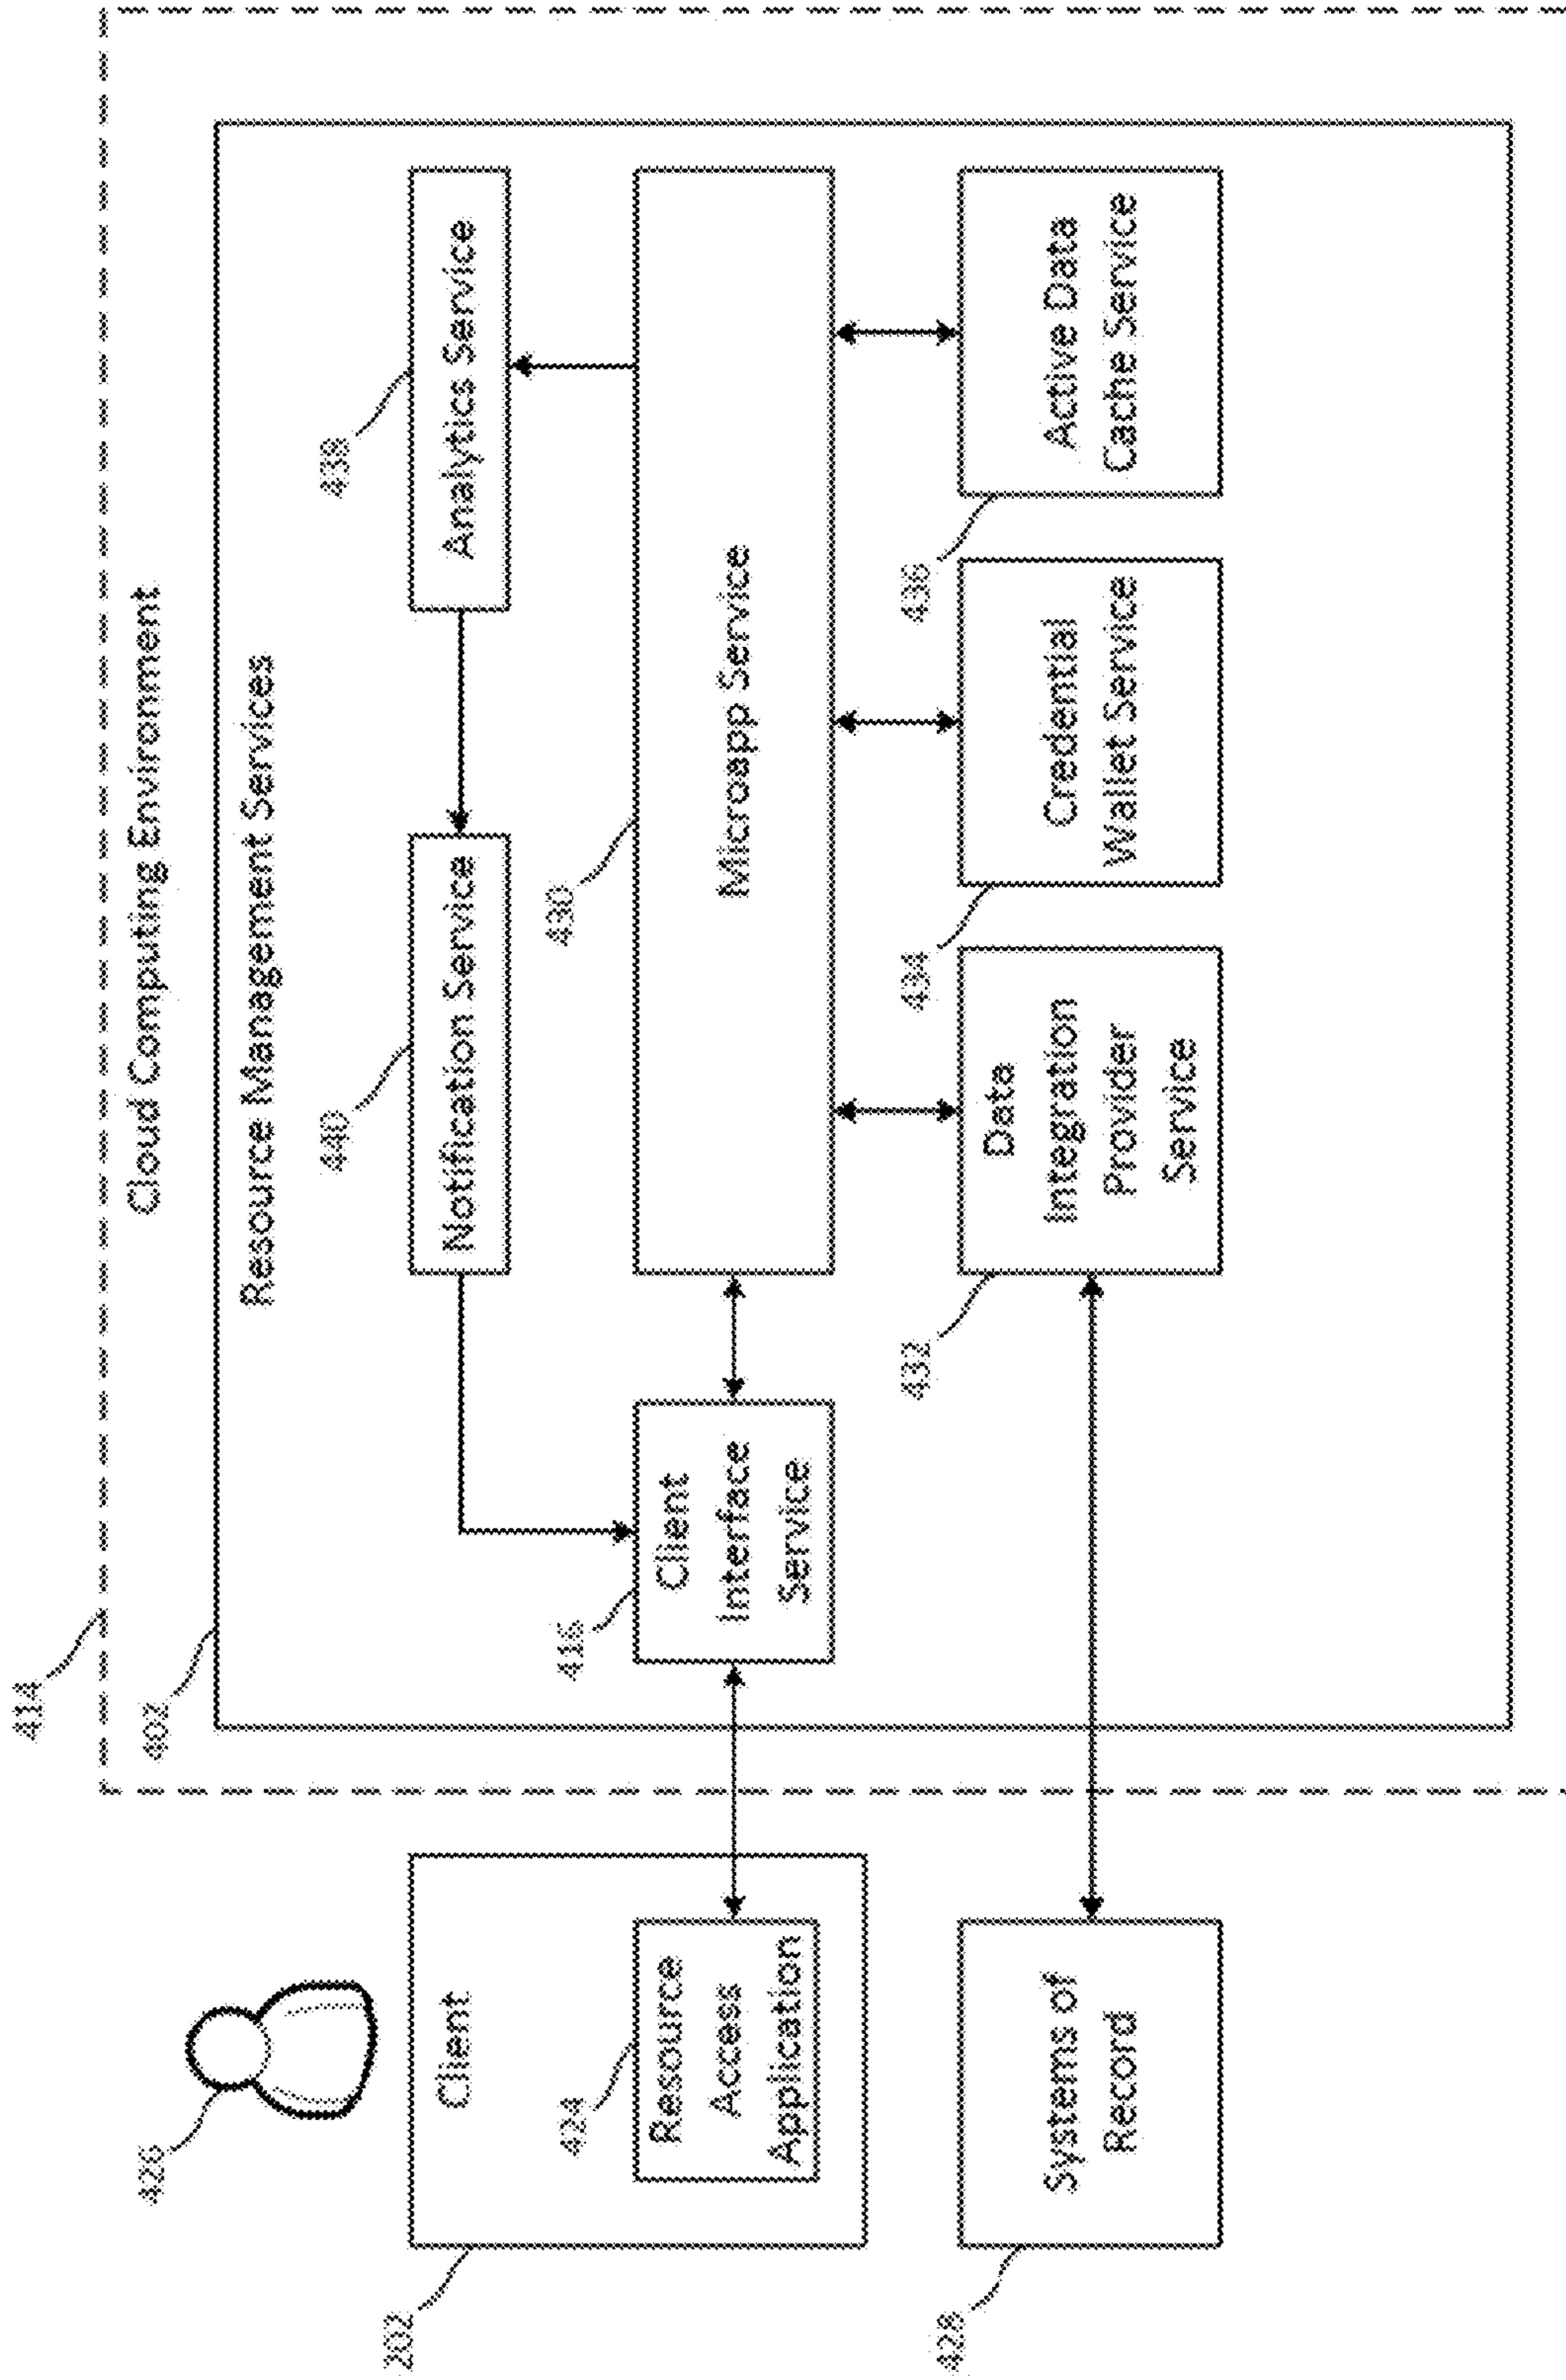 414
Cloud Computing Environment
402
Resource Management Services
426
202
Client
440
Notification Service
438
Analytics Service
424
Resource
Access
Application
416
Client
Interface
Service
430
Microapp Service
428
Systems of
Record
432
Data
Integration
Provider
Service
434
Credential
Wallet Service
436
Active Data
Cache Service